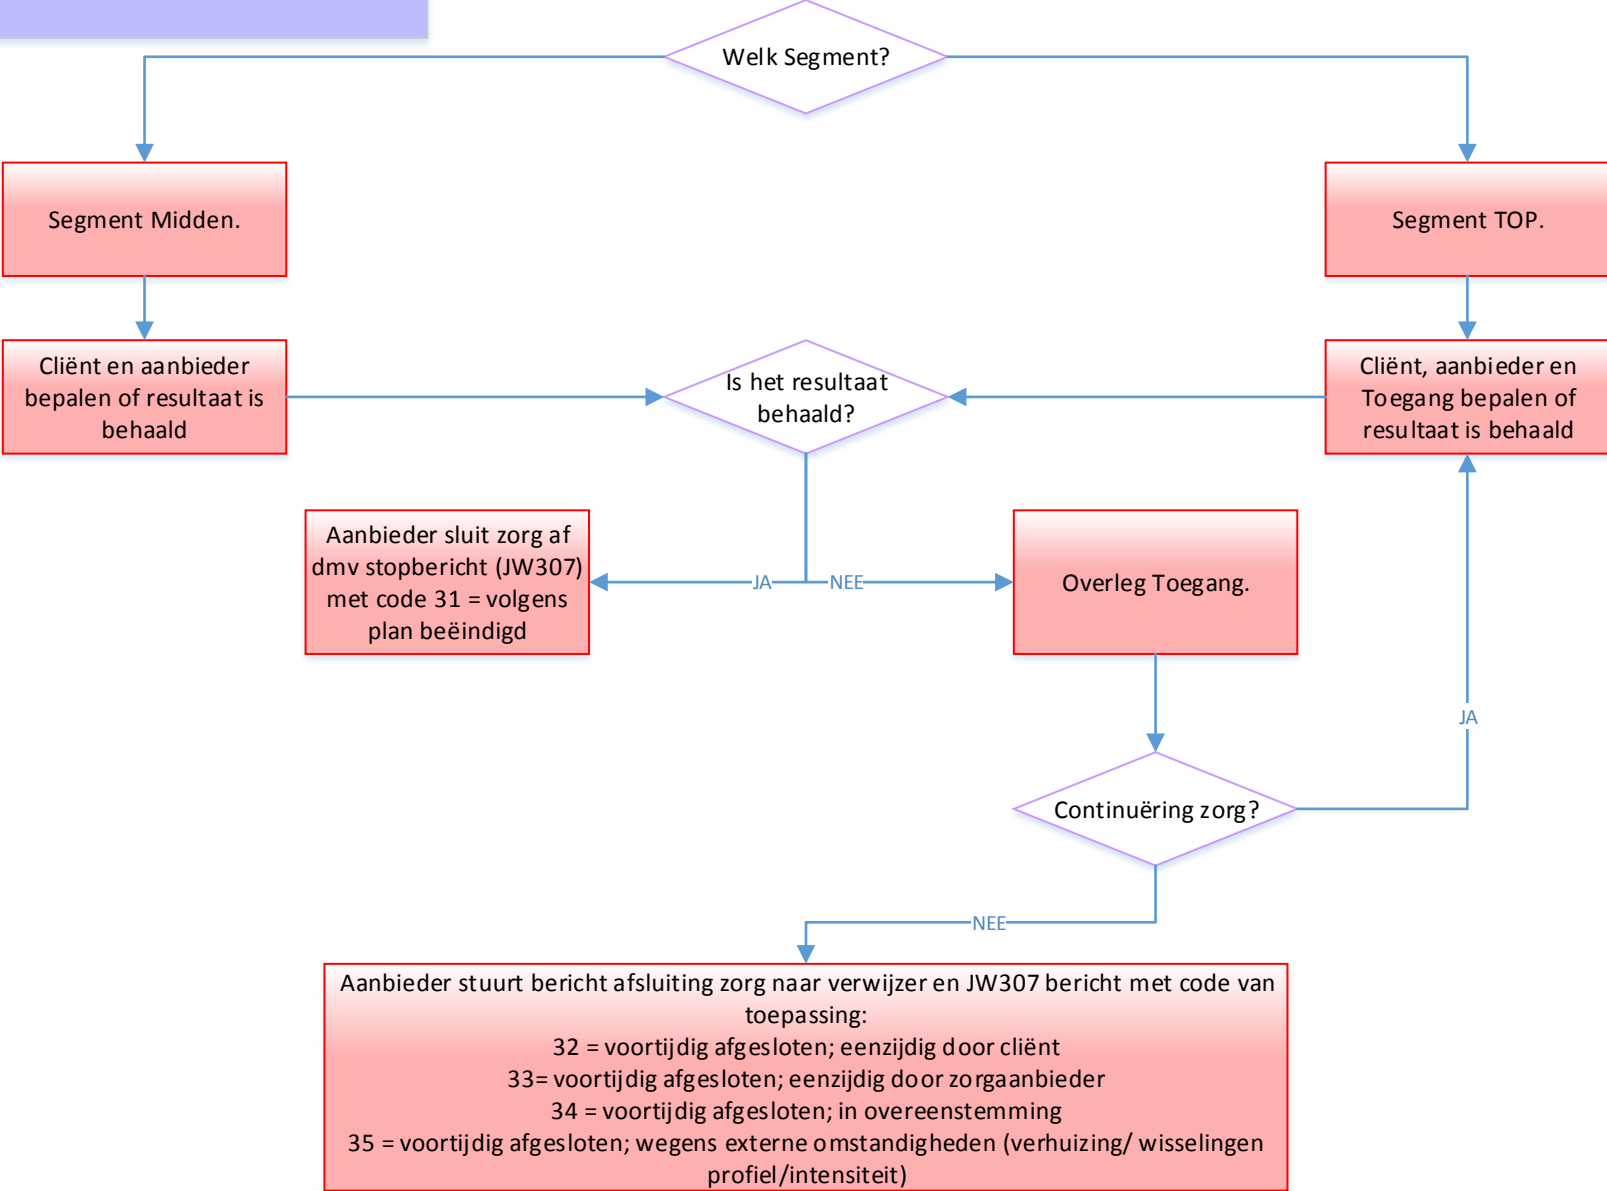 Welk Segment?
Segment Midden.
Segment TOP.
Cliënt en aanbieder
bepalen of resultaat is
behaald
Is het resultaat
behaald?
Cliënt, aanbieder en
Toegang bepalen of
resultaat is behaald
Aanbieder sluit zorg af
dmv stopbericht (JW307)
met code 31 = volgens
plan beëindigd
JA
NEE
Overleg Toegang.
JA
Continuëring zorg?
NEE
Aanbieder stuurt bericht afsluiting zorg naar verwijzer en JW307 bericht met code van
toepassing:
32 = voortijdig afgesloten; eenzijdig door cliënt
33= voortijdig afgesloten; eenzijdig door zorgaanbieder
34 = voortijdig afgesloten; in overeenstemming
35 = voortijdig afgesloten; wegens externe omstandigheden (verhuizing/ wisselingen
profiel/intensiteit)